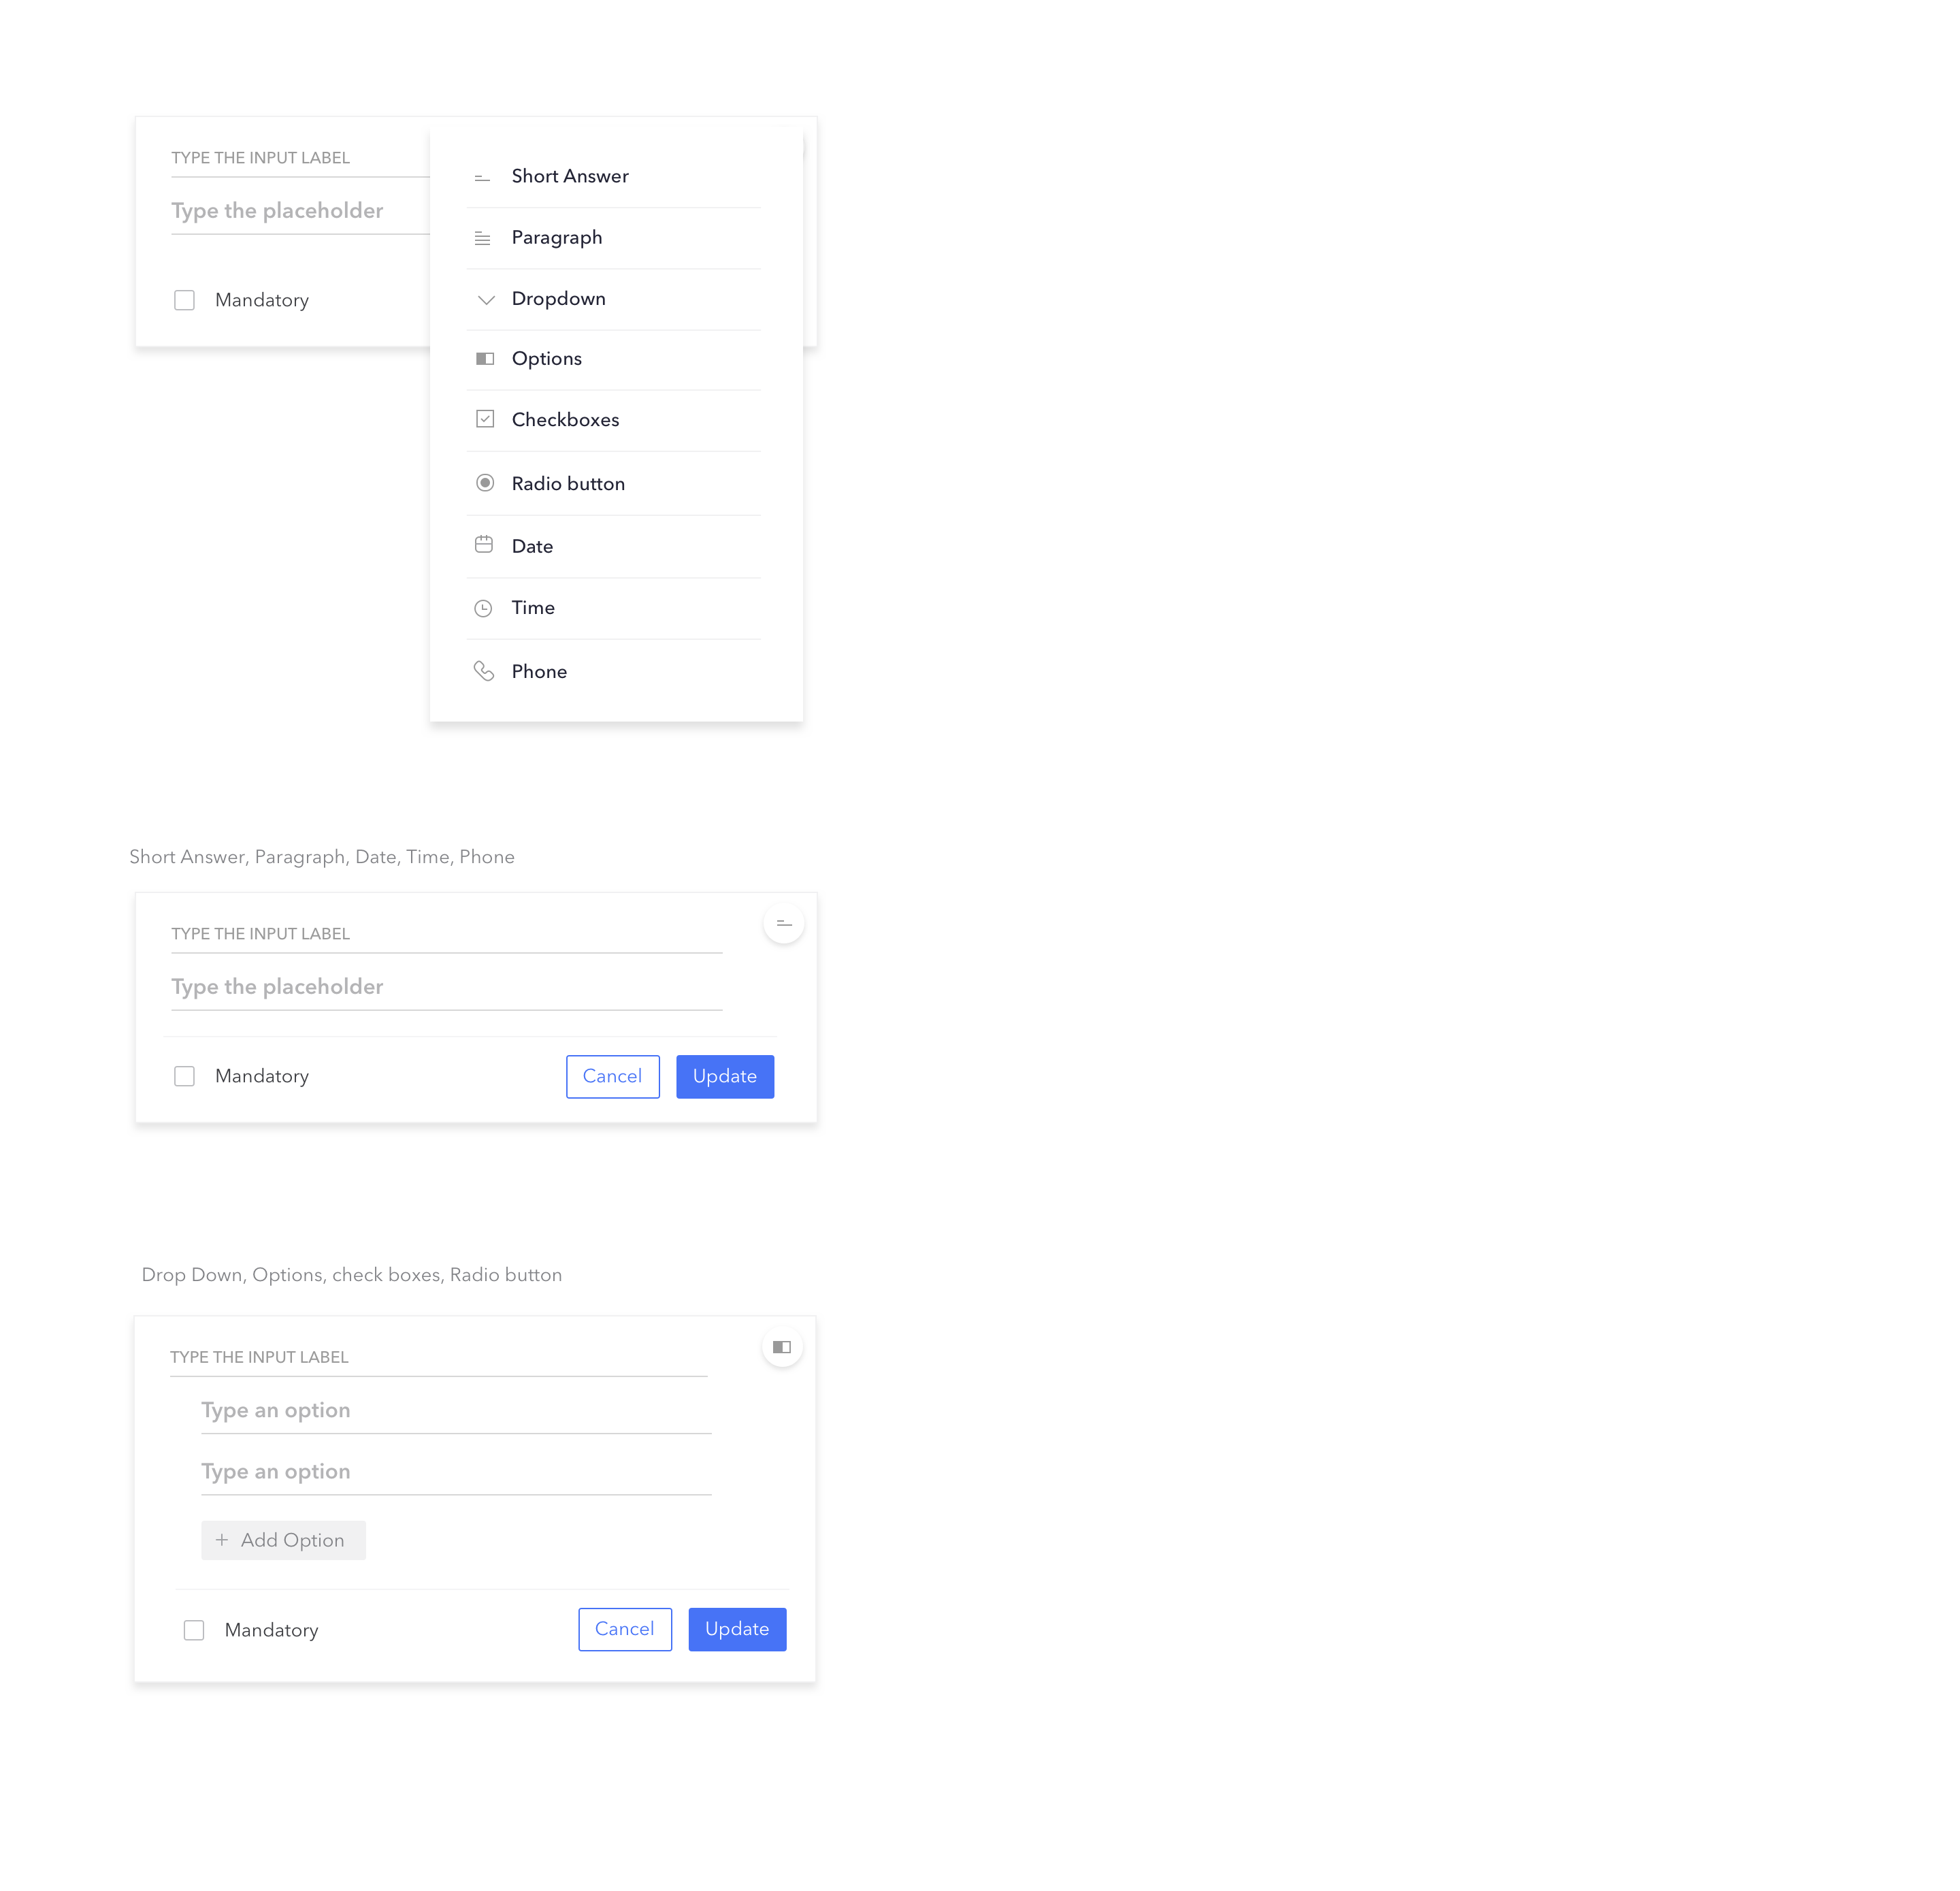 TYPE THE INPUT LABEL
Type the placeholder
Mandatory
Short Answer
Paragraph
Dropdown
Options
Checkboxes
Radio button
Date
Time
Phone
Short Answer, Paragraph, Date, Time, Phone
TYPE THE INPUT LABEL
Type the placeholder
Mandatory
Cancel
Update
Drop Down, Options, check boxes, Radio button
TYPE THE INPUT LABEL
Type an option
Type an option
+ Add Option
Mandatory
Cancel
Update